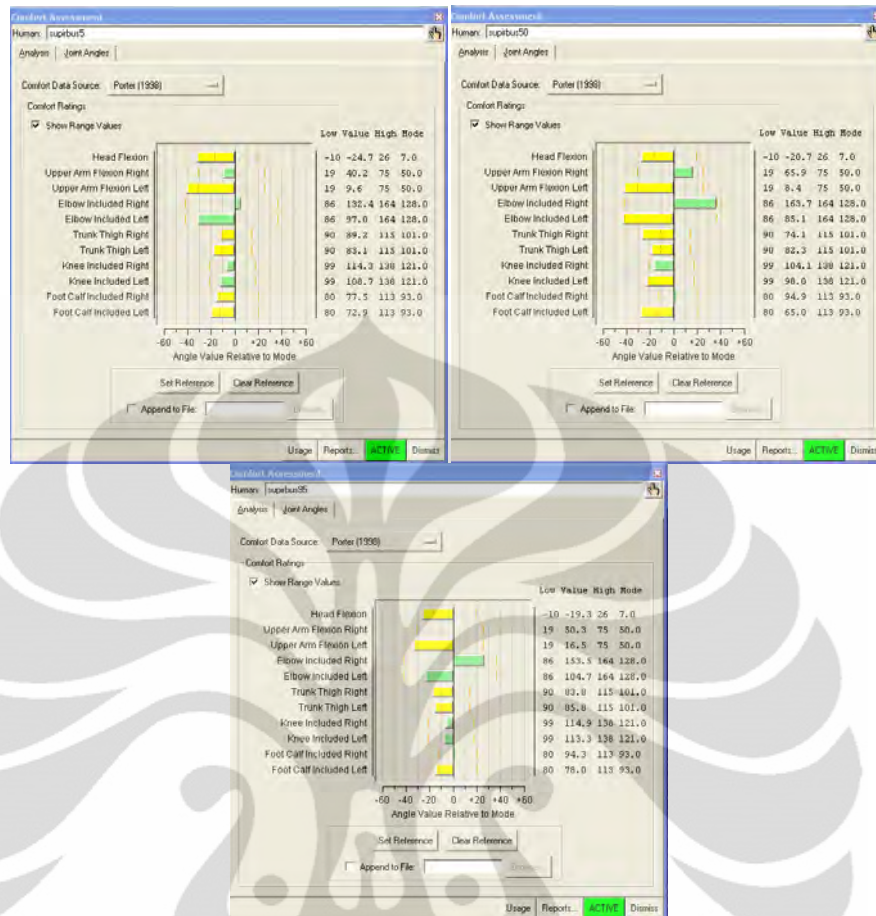 Comfort Assessment
Human: supirbus5
Analysis Joint Angles
Comfort Data Source: Porter (1998)
Comfort Ratings
Show Range Values
Low Value High Mode
Head Flexion -10 -24.7 26 7.0
Upper Arm Flexion Right 19 40.2 75 50.0
Upper Arm Flexion Left 19 9.6 75 50.0
Elbow Included Right 86 132.4 164 128.0
Elbow Included Left 86 97.0 164 128.0
Trunk Thigh Right 90 89.2 115 101.0
Trunk Thigh Left 90 83.1 115 101.0
Knee Included Right 99 114.3 138 121.0
Knee Included Left 99 108.7 138 121.0
Foot Calf Included Right 80 77.5 113 93.0
Foot Calf Included Left 80 72.9 113 93.0
-60 -40 -20 0 +20 +40 +60
Angle Value Relative to Mode
Set Reference Clear Reference
Append to File:
Usage Reports... ACTIVE Dismiss
Comfort Assessment
Human: supirbus50
Analysis Joint Angles
Comfort Data Source: Porter (1998)
Comfort Ratings
Show Range Values
Low Value High Mode
Head Flexion -10 -20.7 26 7.0
Upper Arm Flexion Right 19 65.9 75 50.0
Upper Arm Flexion Left 19 8.4 75 50.0
Elbow Included Right 86 163.7 164 128.0
Elbow Included Left 86 85.1 164 128.0
Trunk Thigh Right 90 74.1 115 101.0
Trunk Thigh Left 90 82.3 115 101.0
Knee Included Right 99 104.1 138 121.0
Knee Included Left 99 98.0 138 121.0
Foot Calf Included Right 80 94.9 113 93.0
Foot Calf Included Left 80 65.0 113 93.0
-60 -40 -20 0 +20 +40 +60
Angle Value Relative to Mode
Set Reference Clear Reference
Append to File:
Usage Reports... ACTIVE Dismiss
Comfort Assessment
Human: supirbus95
Analysis Joint Angles
Comfort Data Source: Porter (1998)
Comfort Ratings
Show Range Values
Low Value High Mode
Head Flexion -10 -19.3 26 7.0
Upper Arm Flexion Right 19 50.3 75 50.0
Upper Arm Flexion Left 19 16.5 75 50.0
Elbow Included Right 86 153.5 164 128.0
Elbow Included Left 86 104.7 164 128.0
Trunk Thigh Right 90 83.8 115 101.0
Trunk Thigh Left 90 85.8 115 101.0
Knee Included Right 99 114.9 138 121.0
Knee Included Left 99 113.3 138 121.0
Foot Calf Included Right 80 94.3 113 93.0
Foot Calf Included Left 80 78.0 113 93.0
-60 -40 -20 0 +20 +40 +60
Angle Value Relative to Mode
Set Reference Clear Reference
Append to File:
Usage Reports... ACTIVE Dismiss